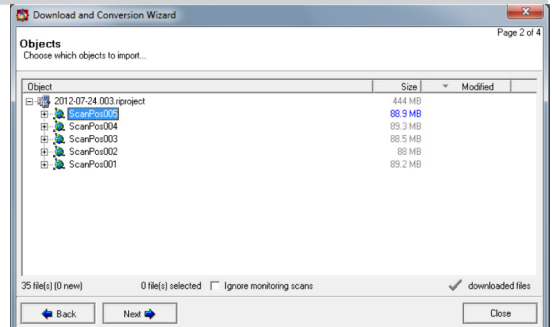 Download and Conversion Wizard
Page 2 of 4
Objects
Choose which objects to import...
Object Size Modified
2012-07-24.003.riproject 444 MB
ScanPos005 88.9 MB
ScanPos004 89.3 MB
ScanPos003 88.5 MB
ScanPos002 88 MB
ScanPos001 89.2 MB
35 file(s) (0 new) 0 file(s) selected Ignore monitoring scans downloaded files
Back Next Close